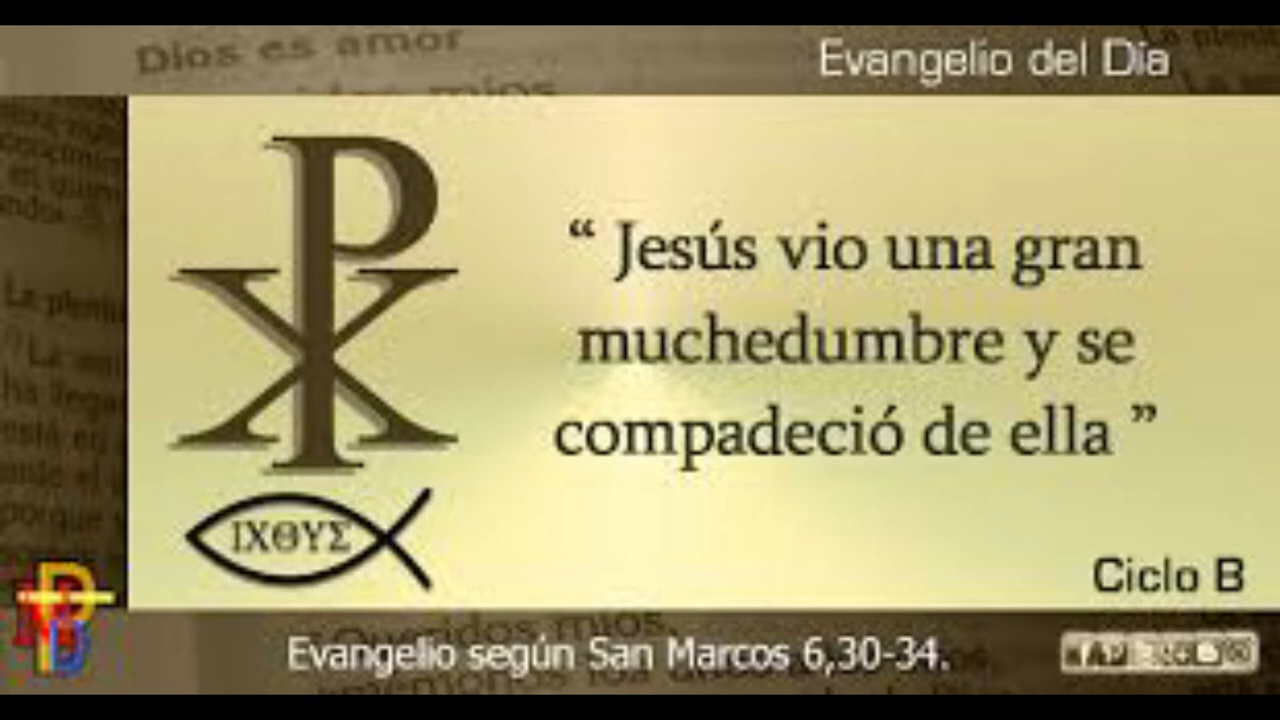 Dios es amor
Evangelio del Día
“ Jesús vio una gran
muchedumbre y se
compadeció de ella ”
ΙΧΘΥΣ
Ciclo B
Evangelio según San Marcos 6,30-34.